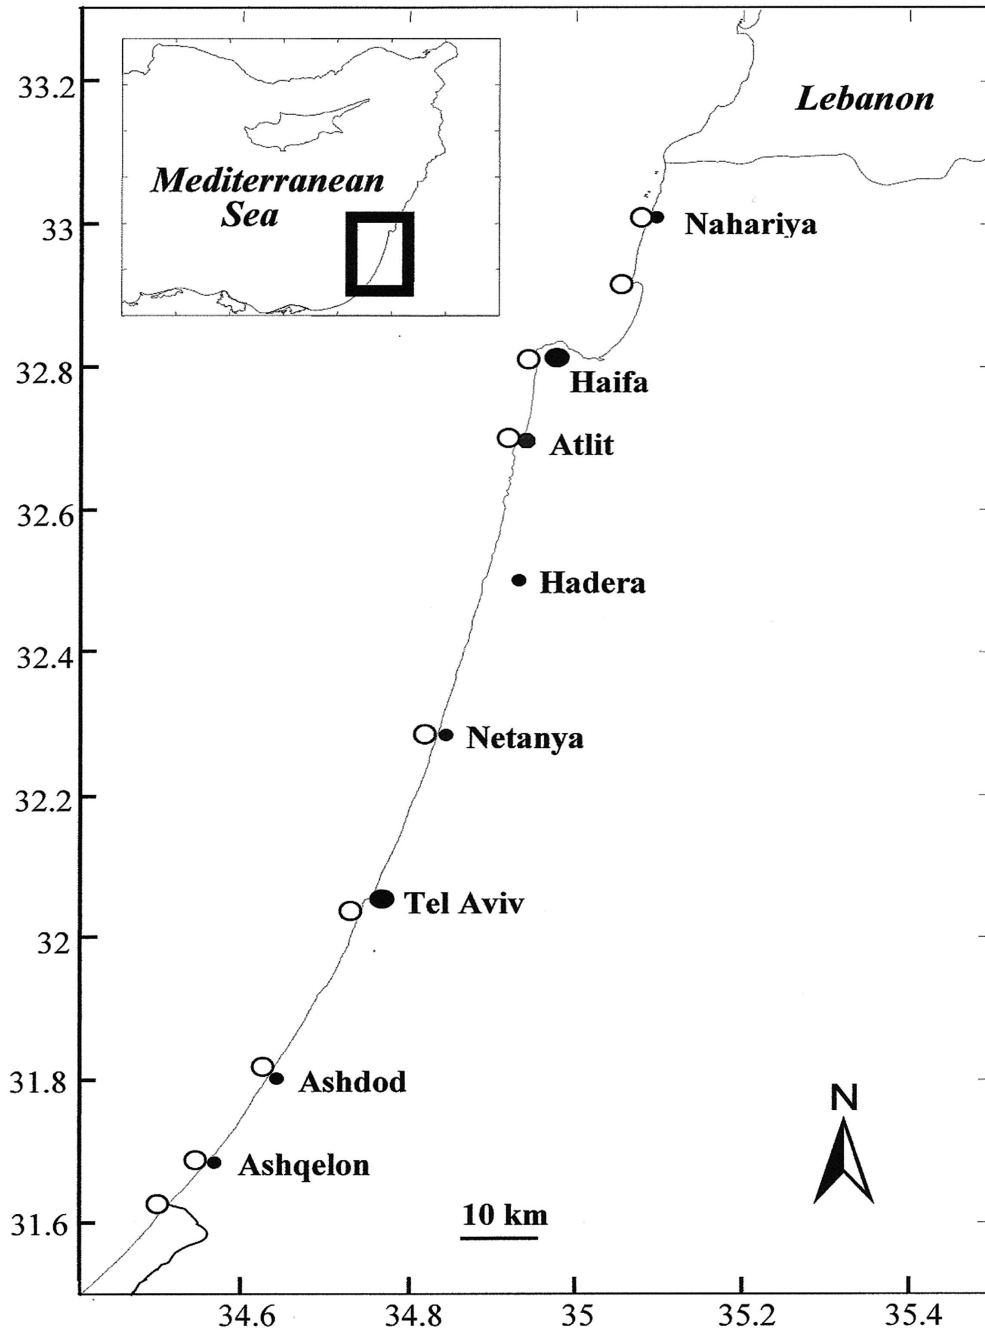 33.2
Lebanon
Mediterranean
Sea
33
Nahariya
32.8
Haifa
Atlit
32.6
Hadera
32.4
Netanya
32.2
Tel Aviv
32
31.8
Ashdod
N
Ashqelon
10 km
31.6
34.6
34.8
35
35.2
35.4